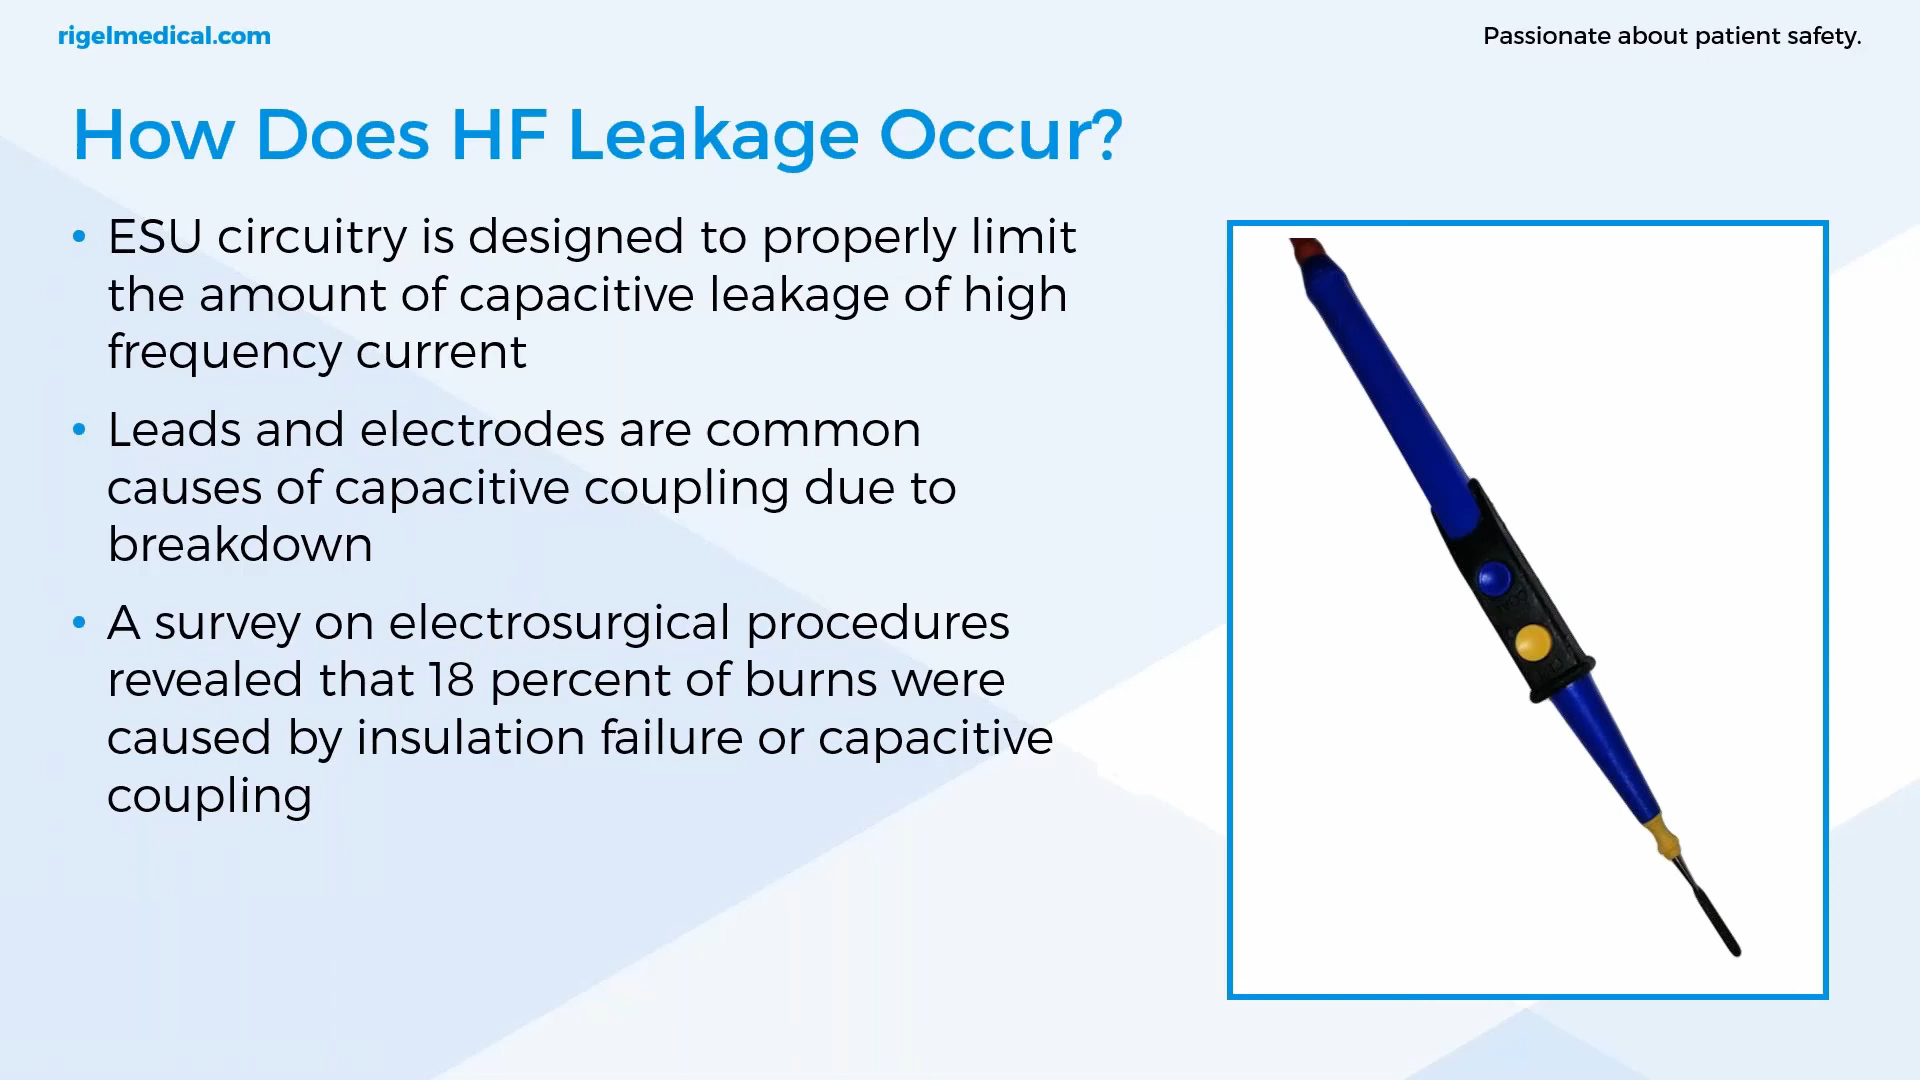 rigelmedical.com
Passionate about patient safety.
How Does HF Leakage Occur?
• ESU circuitry is designed to properly limit
the amount of capacitive leakage of high
frequency current
• Leads and electrodes are common
causes of capacitive coupling due to
breakdown
• A survey on electrosurgical procedures
revealed that 18 percent of burns were
caused by insulation failure or capacitive
coupling